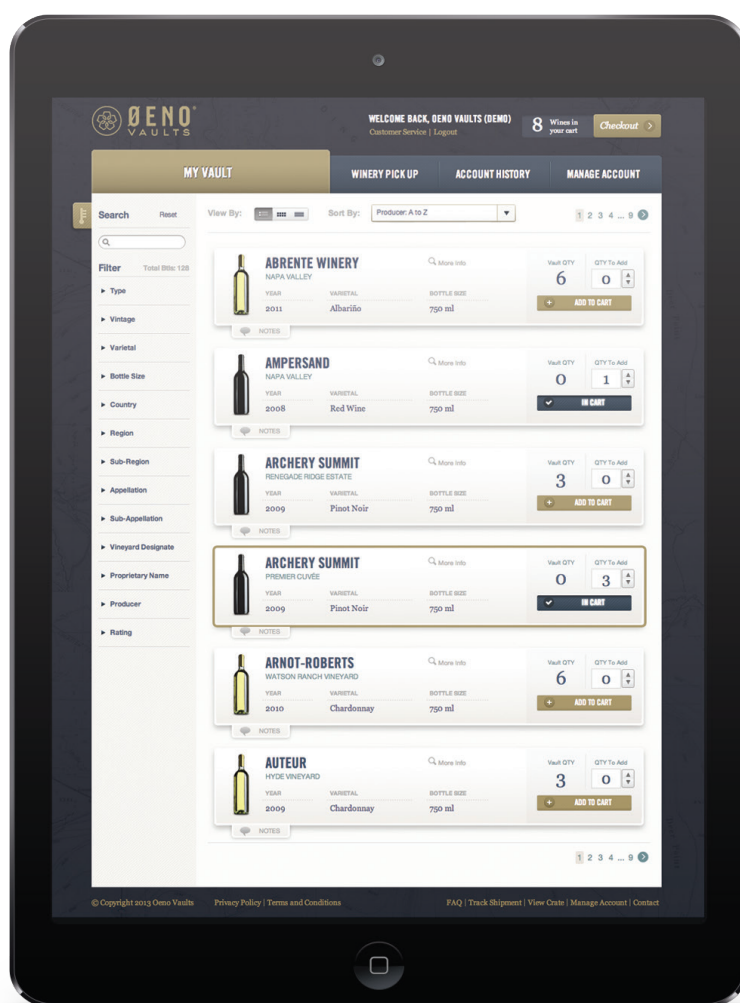 ØENO
VAULTS
WELCOME BACK, OENO VAULTS (DEMO)
Customer Service | Logout
8 Wines in
your cart
Checkout
MY VAULT
WINERY PICK UP
ACCOUNT HISTORY
MANAGE ACCOUNT
Search Reset
View By:
Sort By: Producer: A to Z
1 2 3 4 ... 9
Filter Total Btls: 128
Type
Vintage
Varietal
Bottle Size
Country
Region
Sub-Region
Appellation
Sub-Appellation
Vineyard Designate
Proprietary Name
Producer
Rating
ABRENTE WINERY More Info Vault QTY QTY To Add
NAPA VALLEY 6 0
YEAR VARIETAL BOTTLE SIZE
2011 Albariño 750 ml ADD TO CART
NOTES
AMPERSAND More Info Vault QTY QTY To Add
NAPA VALLEY 0 1
YEAR VARIETAL BOTTLE SIZE
2008 Red Wine 750 ml IN CART
NOTES
ARCHERY SUMMIT More Info Vault QTY QTY To Add
RENEGADE RIDGE ESTATE 3 0
YEAR VARIETAL BOTTLE SIZE
2009 Pinot Noir 750 ml ADD TO CART
NOTES
ARCHERY SUMMIT More Info Vault QTY QTY To Add
PREMIER CUVÉE 0 3
YEAR VARIETAL BOTTLE SIZE
2009 Pinot Noir 750 ml IN CART
NOTES
ARNOT-ROBERTS More Info Vault QTY QTY To Add
WATSON RANCH VINEYARD 6 0
YEAR VARIETAL BOTTLE SIZE
2010 Chardonnay 750 ml ADD TO CART
NOTES
AUTEUR More Info Vault QTY QTY To Add
HYDE VINEYARD 3 0
YEAR VARIETAL BOTTLE SIZE
2009 Chardonnay 750 ml ADD TO CART
NOTES
1 2 3 4 ... 9
© Copyright 2013 Oeno Vaults Privacy Policy | Terms and Conditions FAQ | Track Shipment | View Crate | Manage Account | Contact